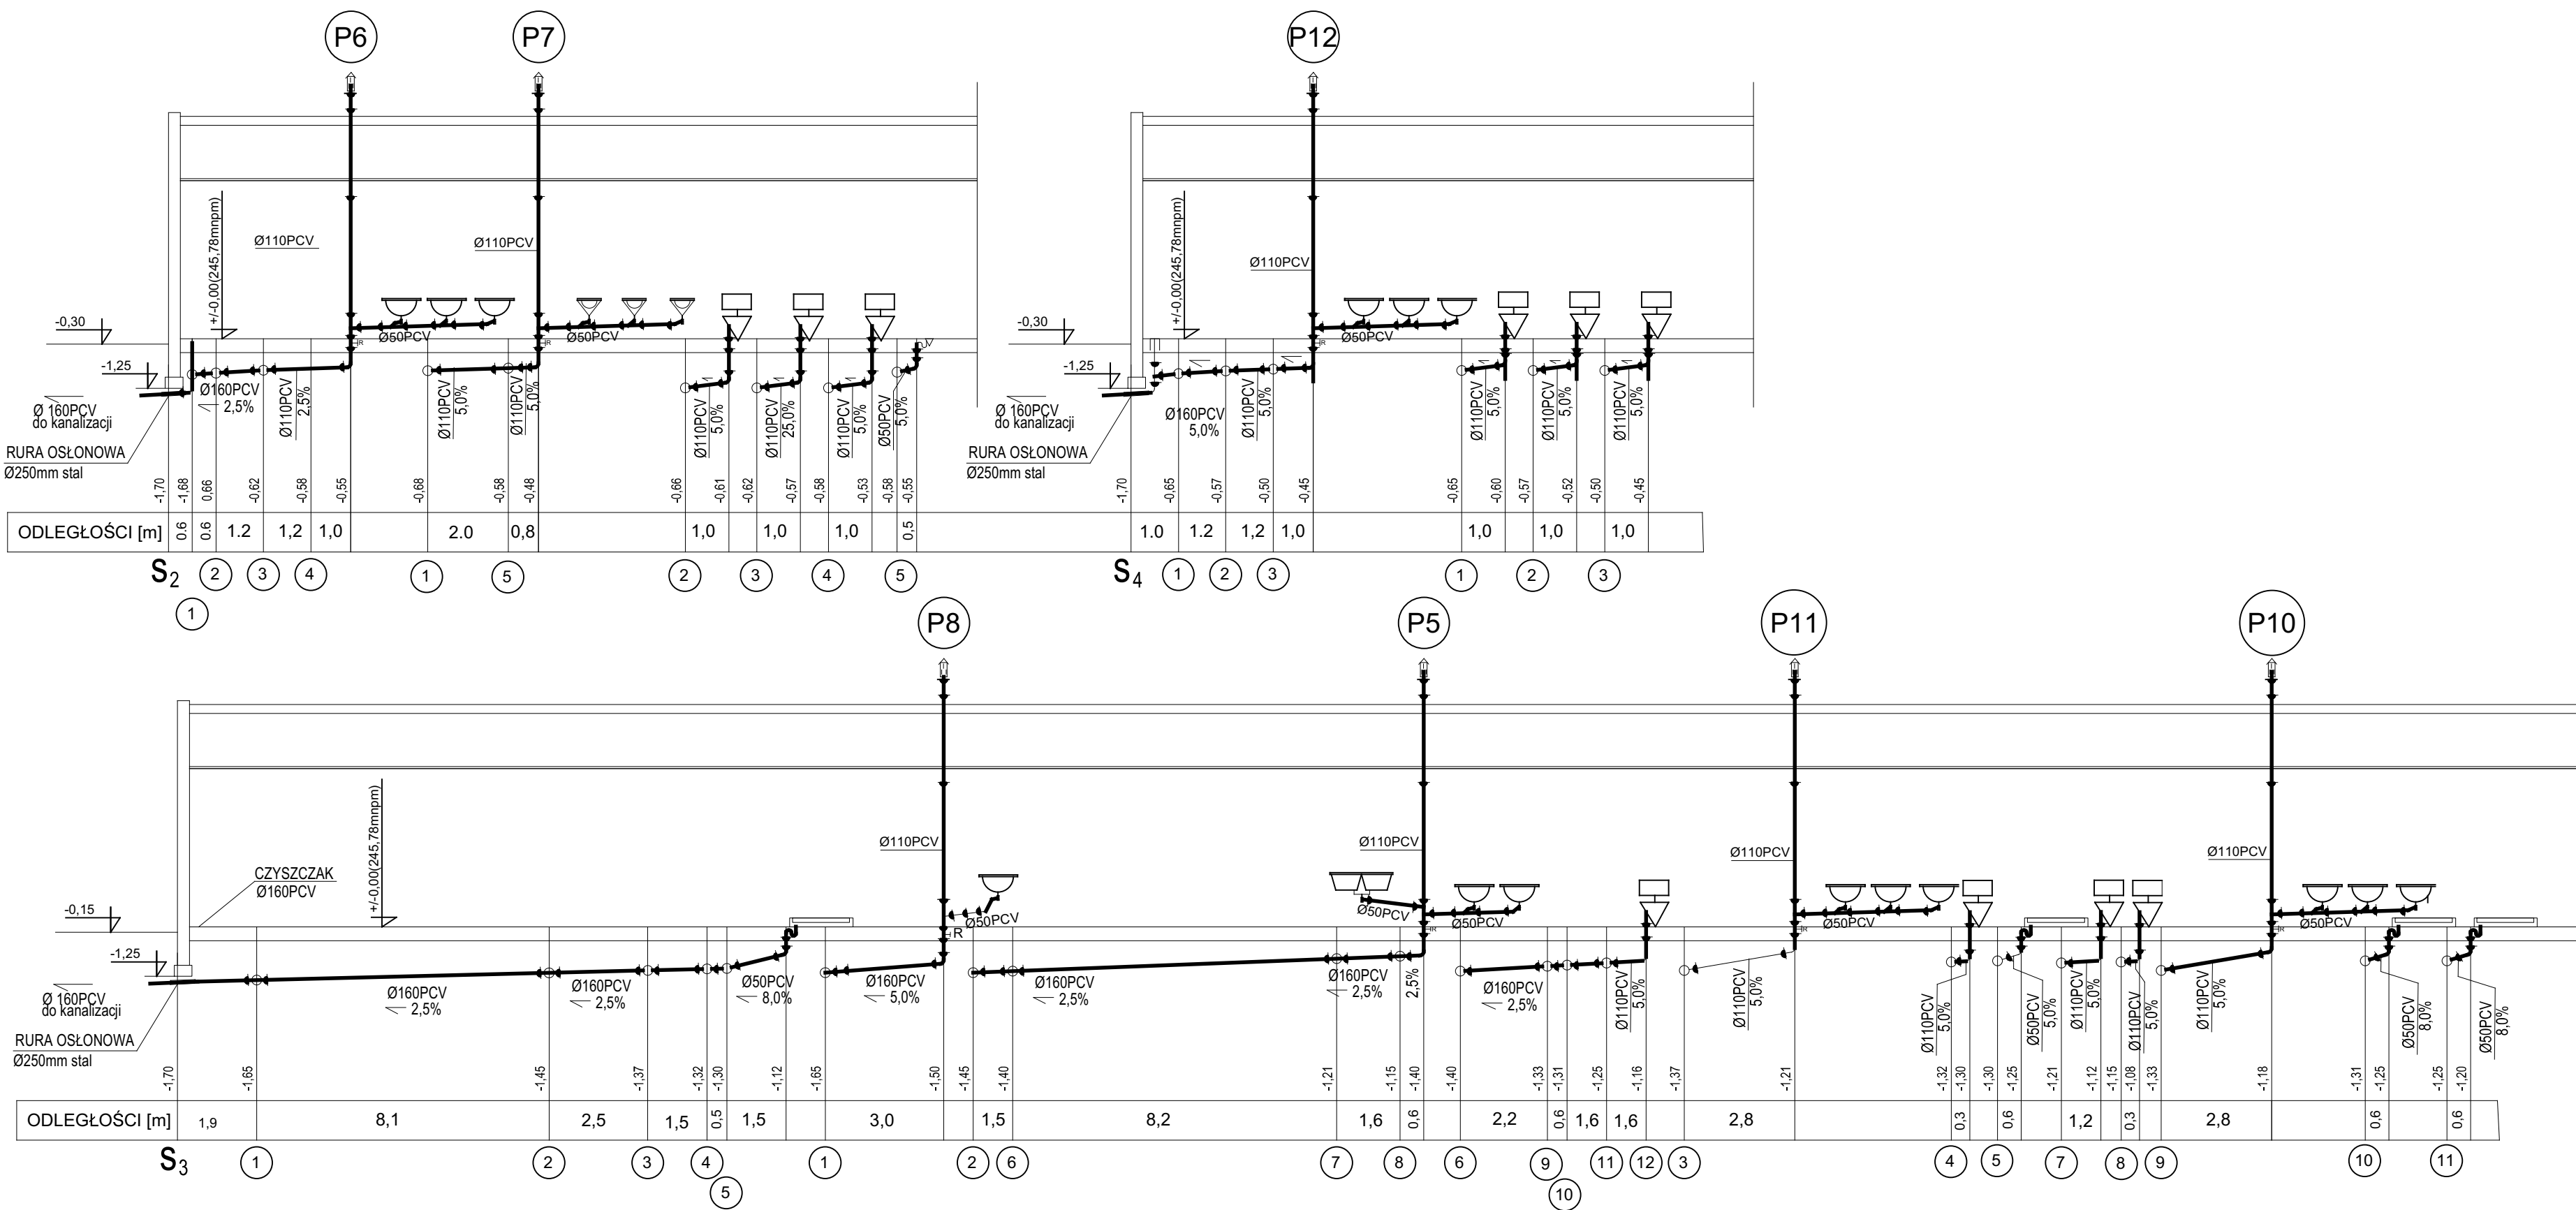 P6
P7
P12
+/-0,00(245,78mnpm)
Ø110PCV
Ø110PCV
-0,30
-1,25
Ø50PCV
R
Ø50PCV
R
Ø 160PCV
do kanalizacji
RURA OSŁONOWA
Ø250mm stal
Ø160PCV
2,5%
Ø110PCV
2,5%
Ø110PCV
5,0%
Ø110PCV
5,0%
Ø110PCV
5,0%
Ø110PCV
25,0%
Ø110PCV
5,0%
Ø50PCV
5,0%
-1,70
-1,68
0,66
-0,62
-0,58
-0,55
-0,68
-0,58
-0,48
-0,66
-0,61
-0,62
-0,57
-0,58
-0,53
-0,58
-0,55
ODLEGŁOŚCI [m]
0.6
0.6
1.2
1,2
1,0
2.0
0,8
1,0
1,0
1,0
0,5
S2
1
2
3
4
1
5
2
3
4
5
+/-0,00(245,78mnpm)
Ø110PCV
-0,30
-1,25
Ø50PCV
R
Ø 160PCV
do kanalizacji
RURA OSŁONOWA
Ø250mm stal
Ø160PCV
5,0%
Ø110PCV
5,0%
Ø110PCV
5,0%
Ø110PCV
5,0%
Ø110PCV
5,0%
-1,70
-0,65
-0,57
-0,50
-0,45
-0,65
-0,60
-0,57
-0,52
-0,50
-0,45
1.0
1.2
1,2
1,0
1,0
1,0
1,0
S4
1
2
3
1
2
3
P8
P5
P11
P10
+/-0,00(245,78mnpm)
CZYSZCZAK
Ø160PCV
Ø110PCV
Ø110PCV
Ø110PCV
Ø110PCV
-0,15
-1,25
Ø50PCV
R
Ø50PCV
Ø50PCV
R
Ø50PCV
R
Ø50PCV
R
Ø 160PCV
do kanalizacji
RURA OSŁONOWA
Ø250mm stal
Ø160PCV
2,5%
Ø160PCV
2,5%
Ø50PCV
8,0%
Ø160PCV
5,0%
Ø160PCV
2,5%
Ø160PCV
2,5%
2,5%
Ø160PCV
2,5%
Ø110PCV
5,0%
Ø110PCV
5,0%
Ø110PCV
5,0%
Ø50PCV
5,0%
Ø110PCV
5,0%
Ø110PCV
5,0%
Ø110PCV
5,0%
Ø50PCV
8,0%
Ø50PCV
8,0%
-1,70
-1,65
-1,45
-1,37
-1,32
-1,30
-1,12
-1,65
-1,50
-1,45
-1,40
-1,21
-1,15
-1,40
-1,40
-1,33
-1,31
-1,25
-1,16
-1,37
-1,21
-1,32
-1,30
-1,30
-1,25
-1,21
-1,12
-1,15
-1,08
-1,33
-1,18
-1,31
-1,25
-1,25
-1,20
ODLEGŁOŚCI [m]
1,9
8,1
2,5
1,5
0,5
1,5
3,0
1,5
8,2
1,6
0,6
2,2
0,6
1,6
1,6
2,8
0,3
0,6
1,2
0,3
2,8
0,6
0,6
S3
1
2
3
4
5
1
2
6
7
8
6
9
10
11
12
3
4
5
7
8
9
10
11